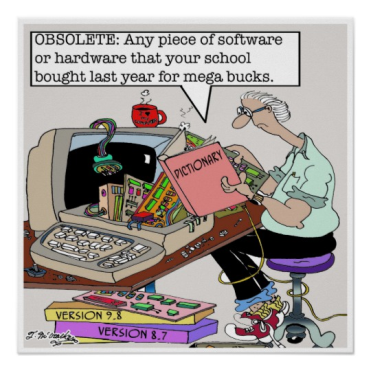 OBSOLETE: Any piece of software
or hardware that your school
bought last year for mega bucks.
PICTIONARY
VERSION 9.8
VERSION 8.7